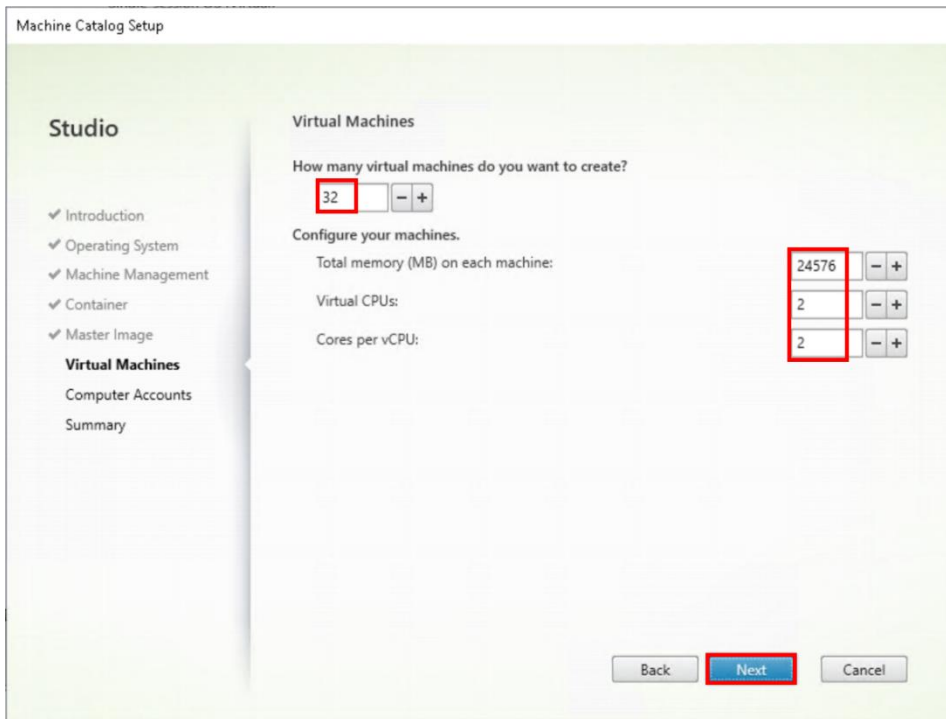 Machine Catalog Setup
Studio
Introduction
Operating System
Machine Management
Container
Master Image
Virtual Machines
Computer Accounts
Summary
Virtual Machines
How many virtual machines do you want to create?
32 - +
Configure your machines.
Total memory (MB) on each machine: 24576 - +
Virtual CPUs: 2 - +
Cores per vCPU: 2 - +
Back Next Cancel